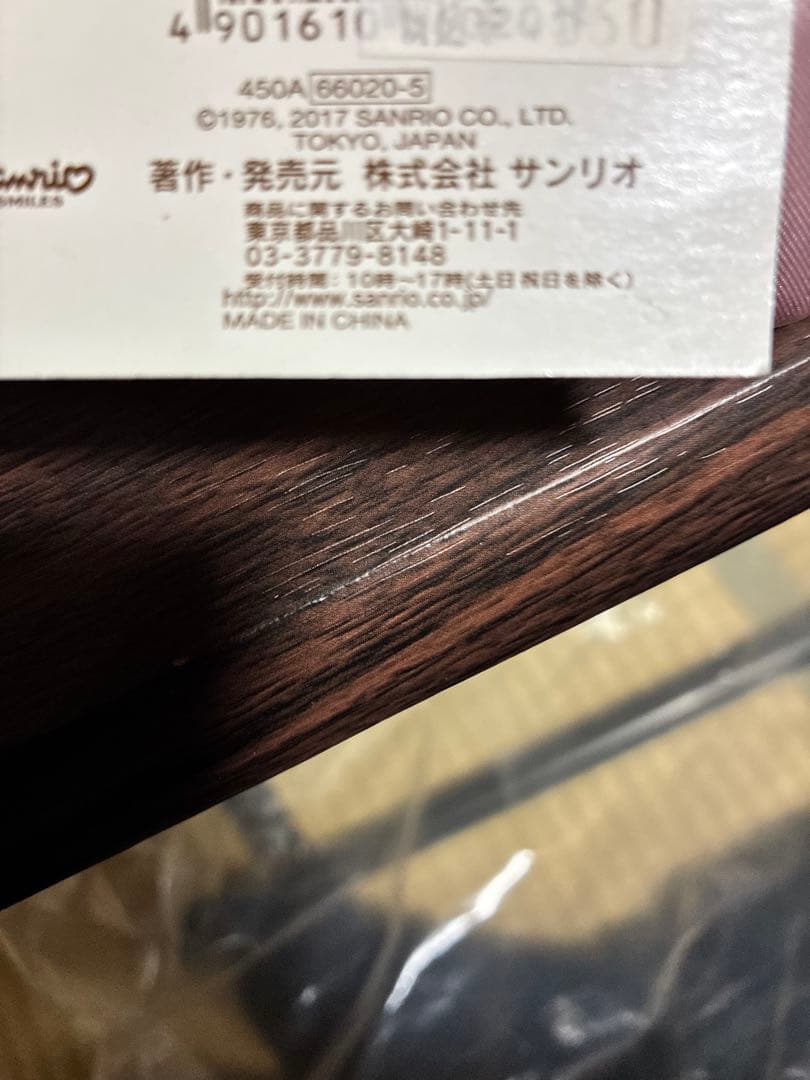 4 901610
450A 66020-5
©1976, 2017 SANRIO CO., LTD.
TOKYO, JAPAN
著作・発売元 株式会社 サンリオ
SMILES
商品に関するお問い合わせ先
東京都品川区大崎1-11-1
03-3779-8148
受付時間：10時〜17時(土日祝日を除く)
http://www.sanrio.co.jp/
MADE IN CHINA